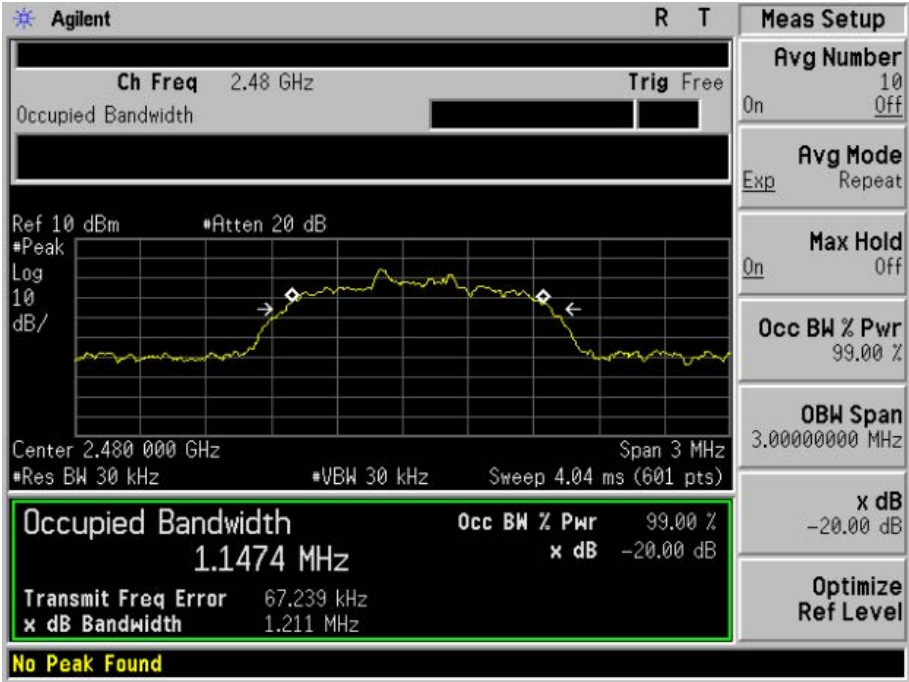 Agilent R T
Meas Setup
Ch Freq 2.48 GHz Trig Free
Occupied Bandwidth
Ref 10 dBm #Atten 20 dB
#Peak
Log
10
dB/
Center 2.480 000 GHz Span 3 MHz
#Res BW 30 kHz #VBW 30 kHz Sweep 4.04 ms (601 pts)
Occupied Bandwidth
1.1474 MHz
Occ BW % Pwr 99.00 %
x dB -20.00 dB
Transmit Freq Error 67.239 kHz
x dB Bandwidth 1.211 MHz
No Peak Found
Avg Number
10
On Off
Avg Mode
Exp Repeat
Max Hold
On Off
Occ BW % Pwr
99.00 %
OBW Span
3.00000000 MHz
x dB
-20.00 dB
Optimize
Ref Level